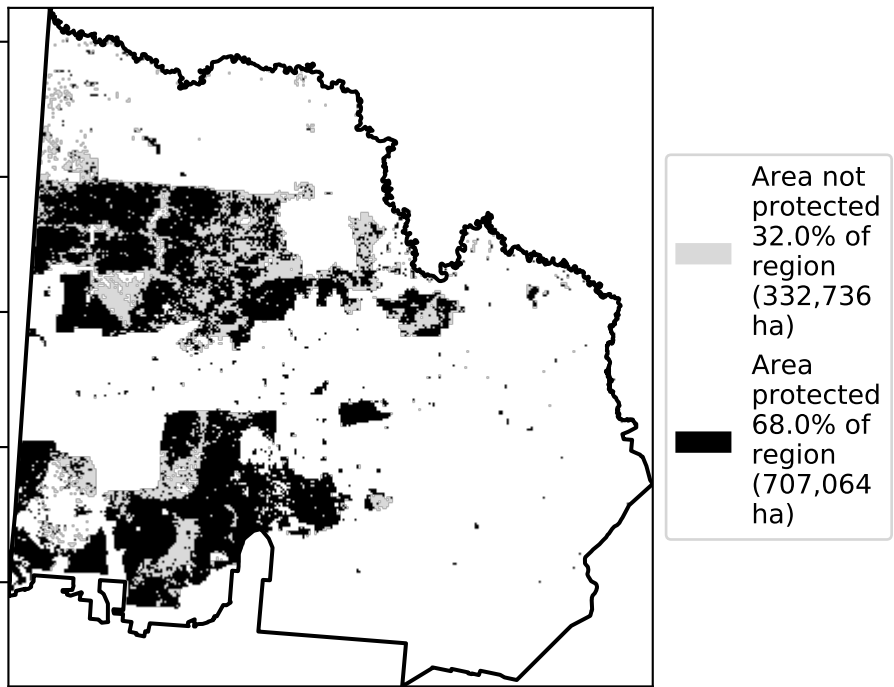 Area not
protected
32.0% of
region
(332,736
ha)
Area
protected
68.0% of
region
(707,064
ha)